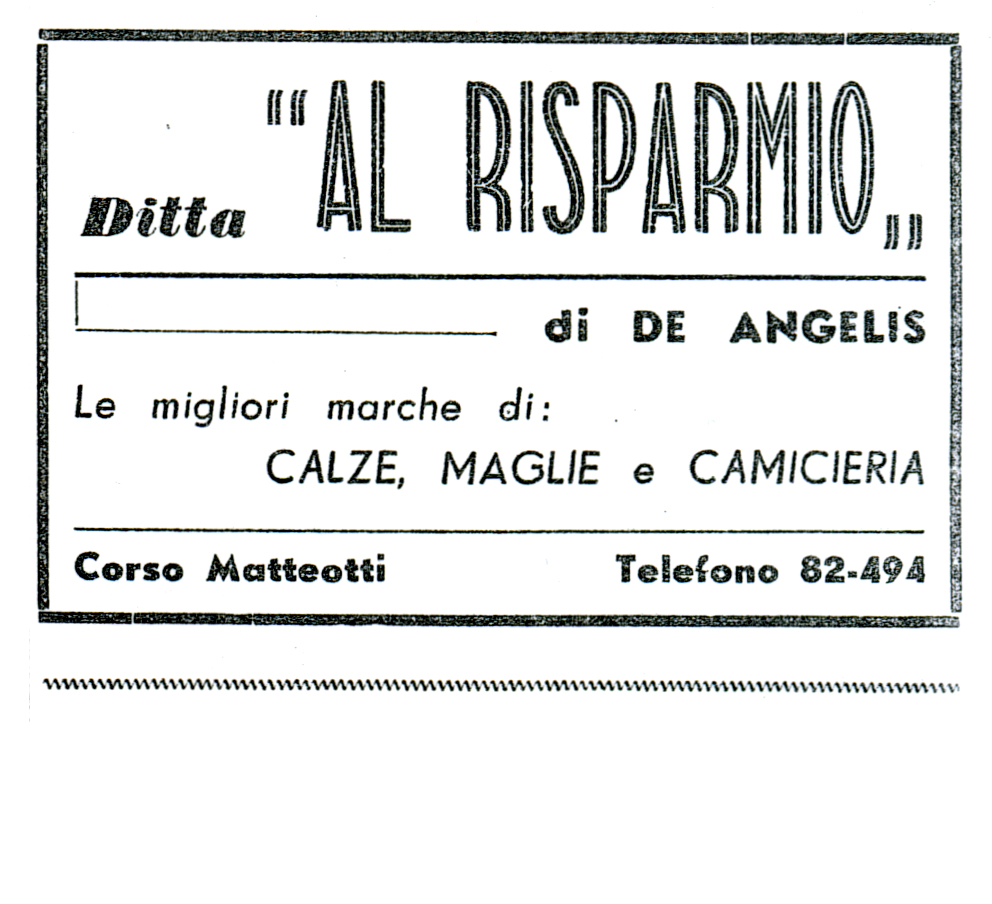 Ditta "AL RISPARMIO„
di DE ANGELIS
Le migliori marche di:
CALZE, MAGLIE e CAMICIERIA
Corso Matteotti Telefono 82-494